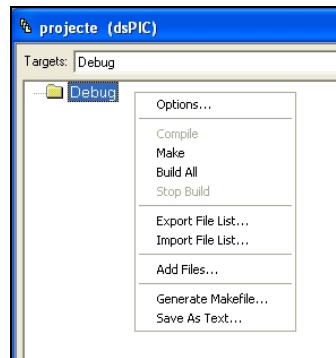 projecte (dsPIC)
Targets: Debug
Debug
Options...
Compile
Make
Build All
Stop Build
Export File List...
Import File List...
Add Files...
Generate Makefile...
Save As Text...